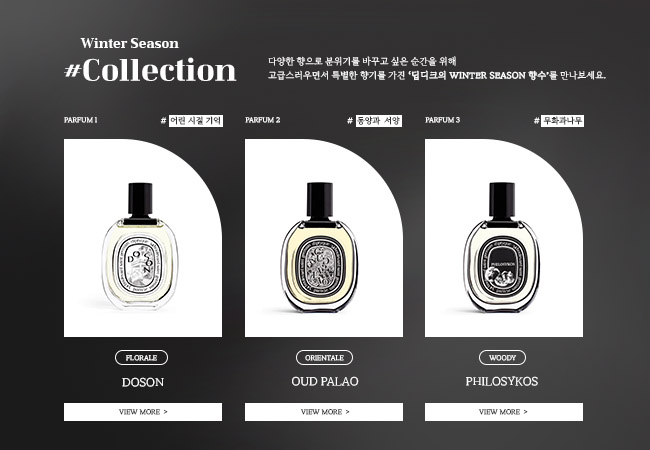 Winter Season
#Collection
다양한 향으로 분위기를 바꾸고 싶은 순간을 위해
고급스러우면서 특별한 향기를 가진 '딥디크의 WINTER SEASON 향수'를 만나보세요.
PARFUM 1 # 어린 시절 기억
PARFUM 2 # 동양과 서양
PARFUM 3 # 무화과나무
DO
SON
PHILOSYKOS
FLORALE
ORIENTALE
WOODY
DOSON
OUD PALAO
PHILOSYKOS
VIEW MORE >
VIEW MORE >
VIEW MORE >